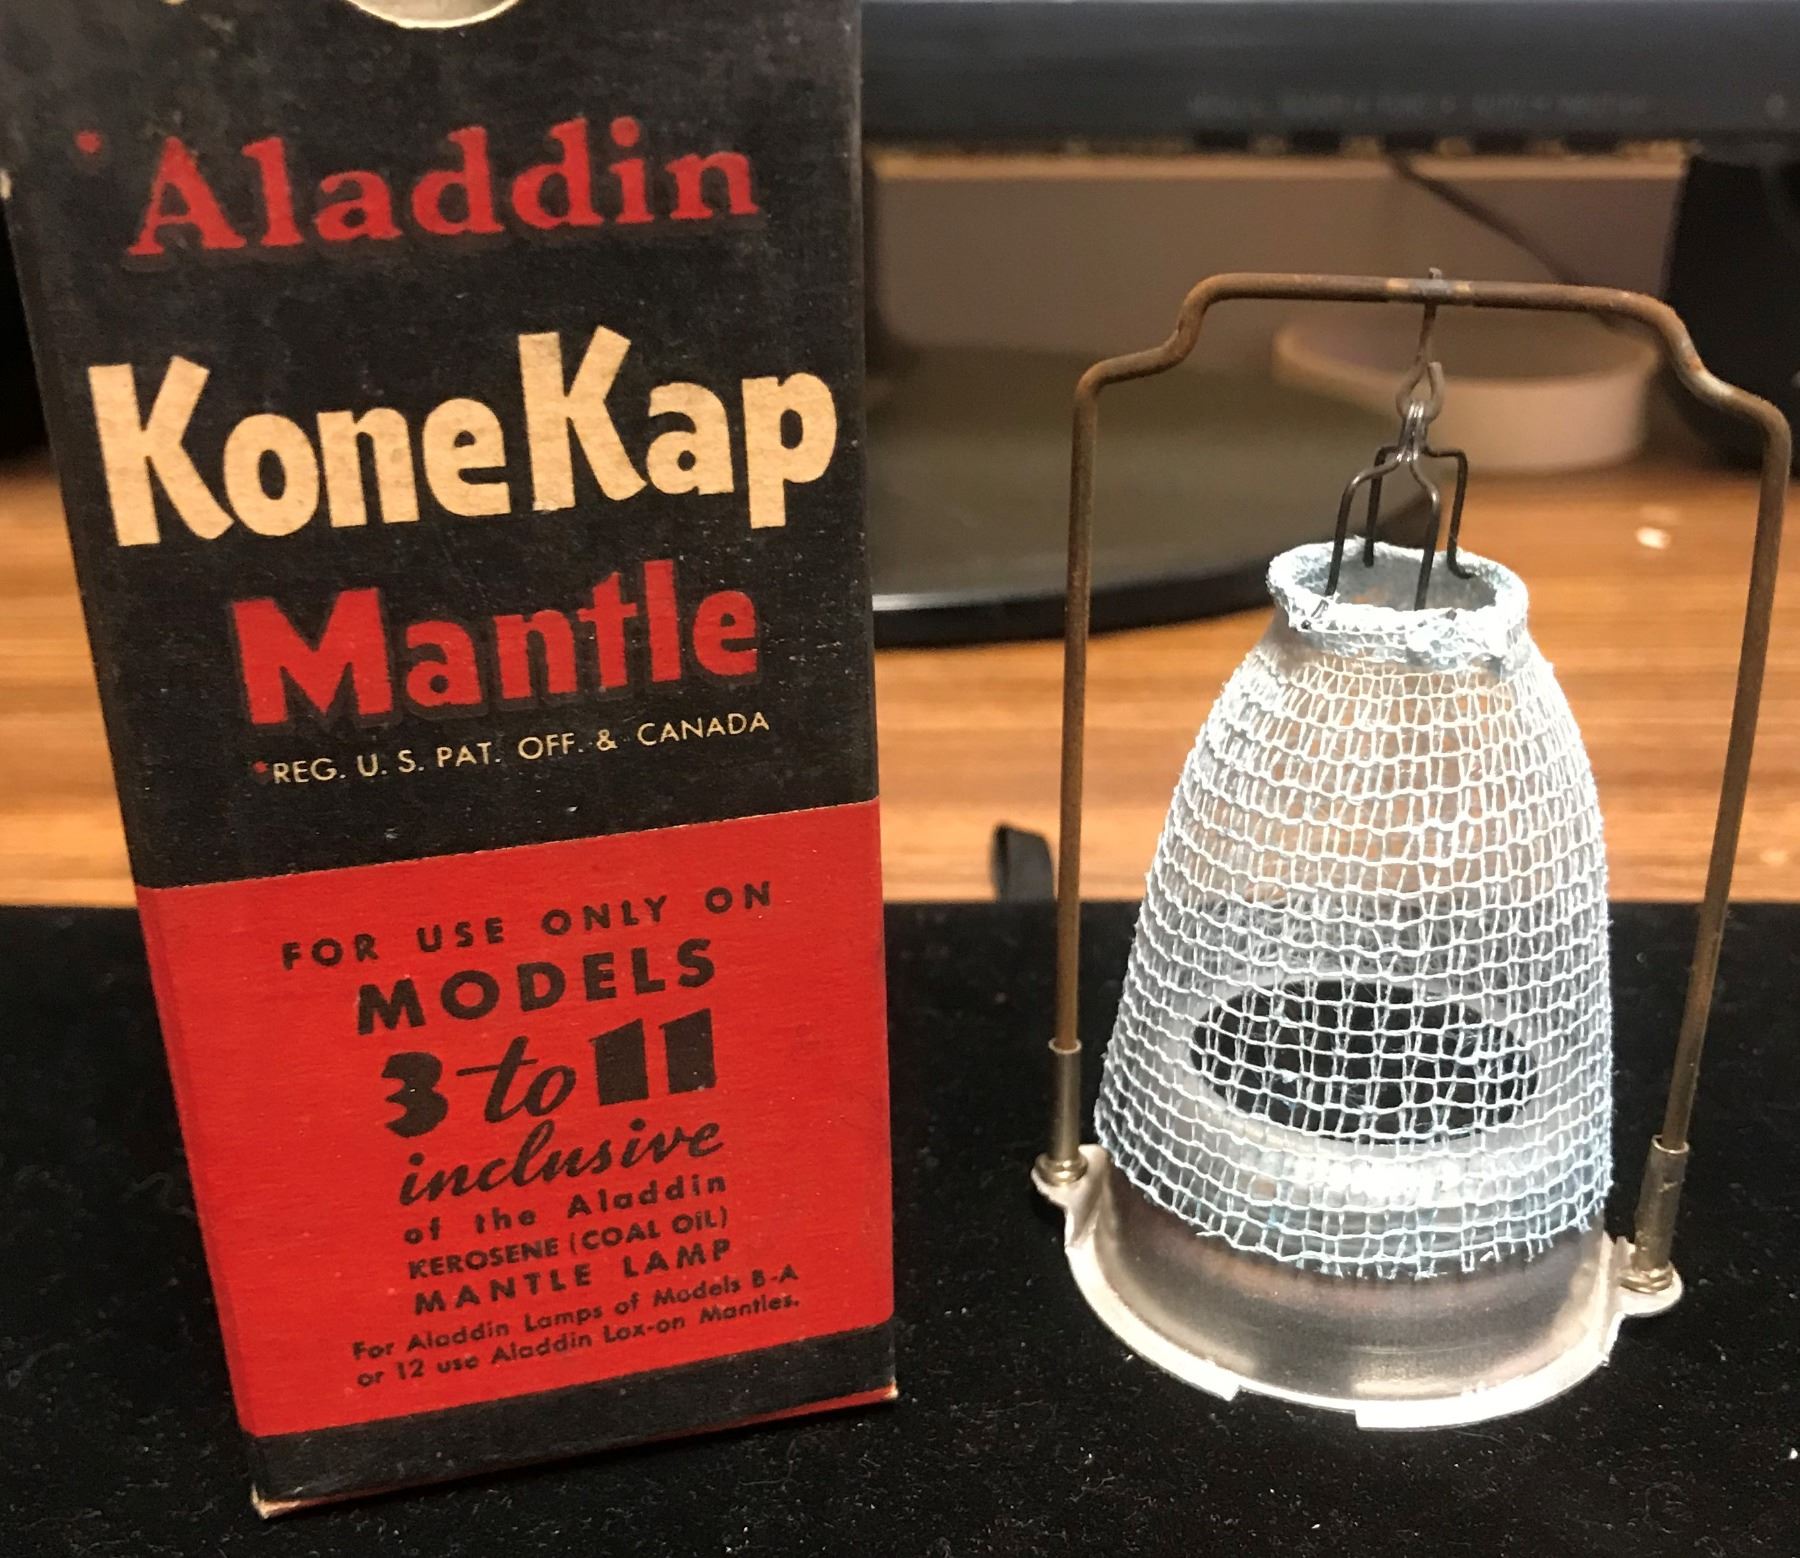 *Aladdin
KoneKap
Mantle
*REG. U. S. PAT. OFF. & CANADA
FOR USE ONLY ON
MODELS
3 to 11
inclusive
of the Aladdin
KEROSENE (COAL OIL)
MANTLE LAMP
For Aladdin Lamps of Models B-A
or 12 use Aladdin Lox-on Mantles.